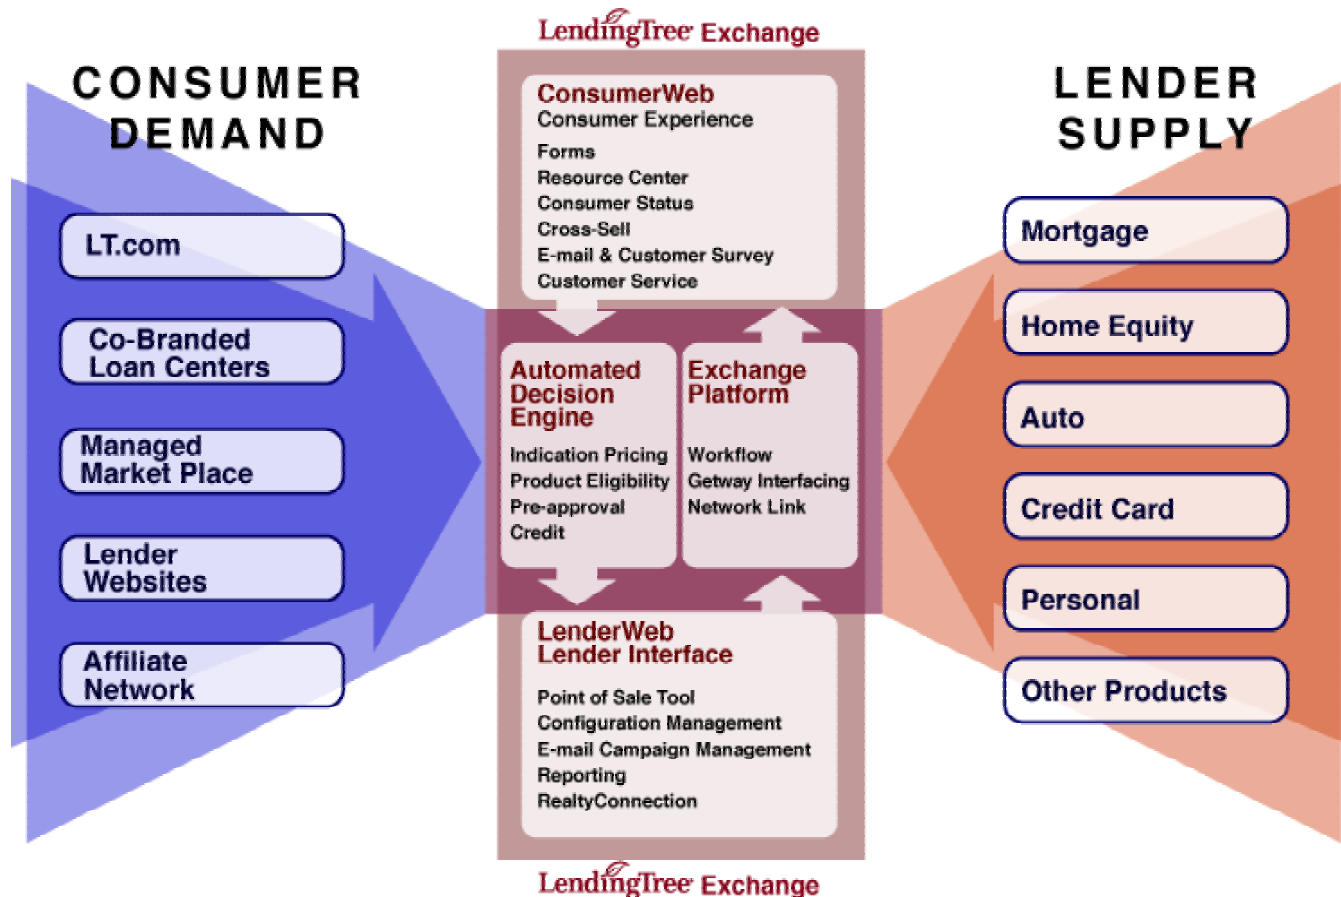 LendingTree Exchange
CONSUMER
DEMAND
LT.com
Co-Branded
Loan Centers
Managed
Market Place
Lender
Websites
Affiliate
Network
ConsumerWeb
Consumer Experience
Forms
Resource Center
Consumer Status
Cross-Sell
E-mail & Customer Survey
Customer Service
Automated
Decision
Engine
Indication Pricing
Product Eligibility
Pre-approval
Credit
Exchange
Platform
Workflow
Getway Interfacing
Network Link
LenderWeb
Lender Interface
Point of Sale Tool
Configuration Management
E-mail Campaign Management
Reporting
RealtyConnection
LENDER
SUPPLY
Mortgage
Home Equity
Auto
Credit Card
Personal
Other Products
LendingTree Exchange